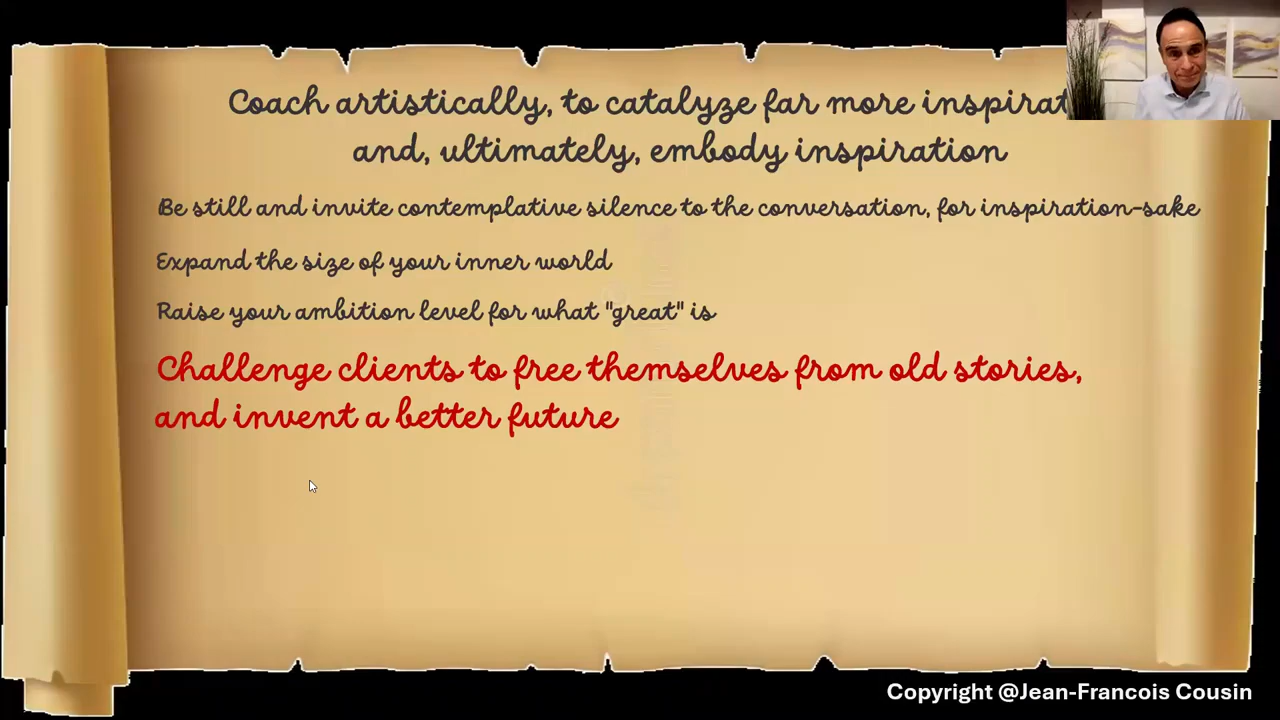 Coach artistically, to catalyze far more
and, ultimately, embody inspiration
Be still and invite contemplative silence to the conversation, for inspiration-sake
Expand the size of your inner world
Raise your ambition level for what "great" is
Challenge clients to free themselves from old stories,
and invent a better future
Copyright @Jean-Francois Cousin